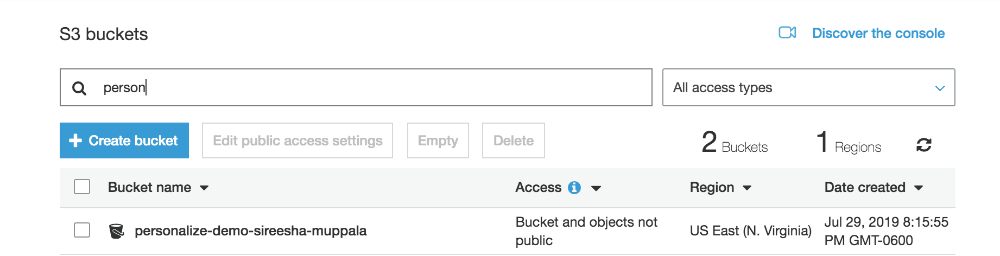 S3 buckets
Discover the console
person
All access types
Create bucket
Edit public access settings
Empty
Delete
2 Buckets
1 Regions
Bucket name
Access
Region
Date created
personalize-demo-sireesha-muppala
Bucket and objects not
public
US East (N. Virginia)
Jul 29, 2019 8:15:55
PM GMT-0600